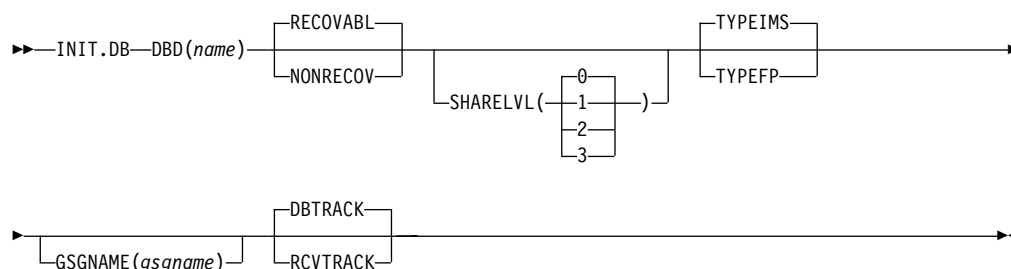 RECOVABL
INIT.DB DBD(name)
NONRECOV
SHARELVL(
0
1
2
3
)
TYPEIMS
TYPEFP
GSGNAME(gsgname)
DBTRACK
RCVTRACK